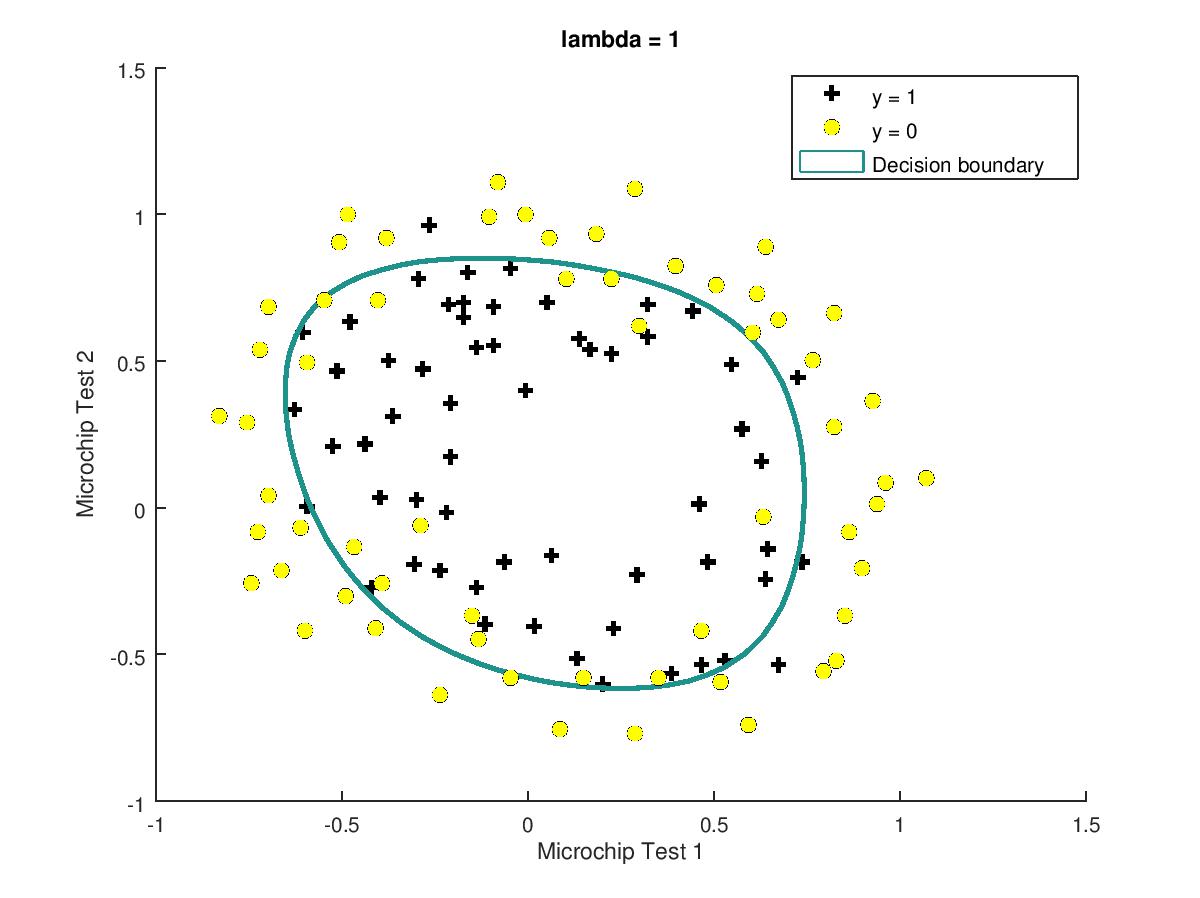 lambda = 1
1.5
y = 1
y = 0
Decision boundary
1
0.5
Microchip Test 2
0
-0.5
-1
-1
-0.5
0
0.5
1
1.5
Microchip Test 1